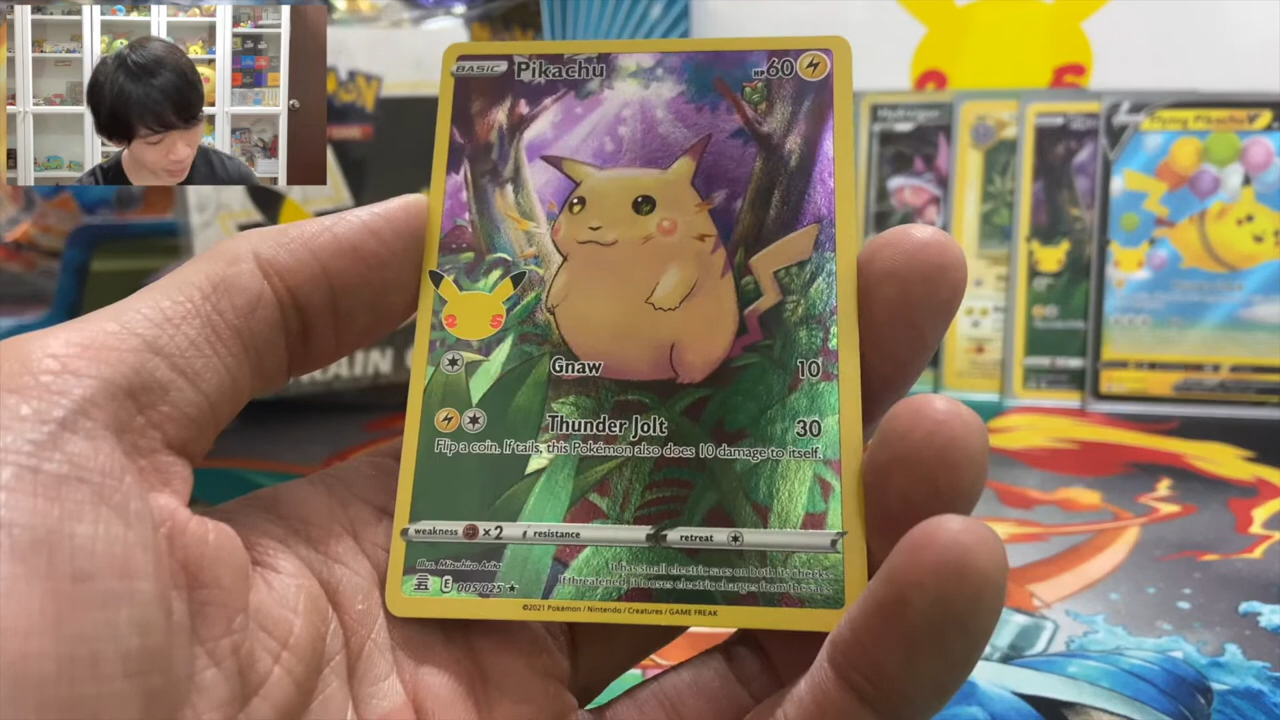 BASIC Pikachu HP60
25
Gnaw 10
Thunder Jolt 30
Flip a coin. If tails, this Pokémon also does 10 damage to itself.
weakness ×2 resistance retreat
Illus. Mitsuhiro Arita
It has small electric sacs on both its cheeks.
If threatened, it looses electric charges from the sacs.
E 005/025 ★
©2021 Pokémon / Nintendo / Creatures / GAME FREAK
Flying Pikachu V